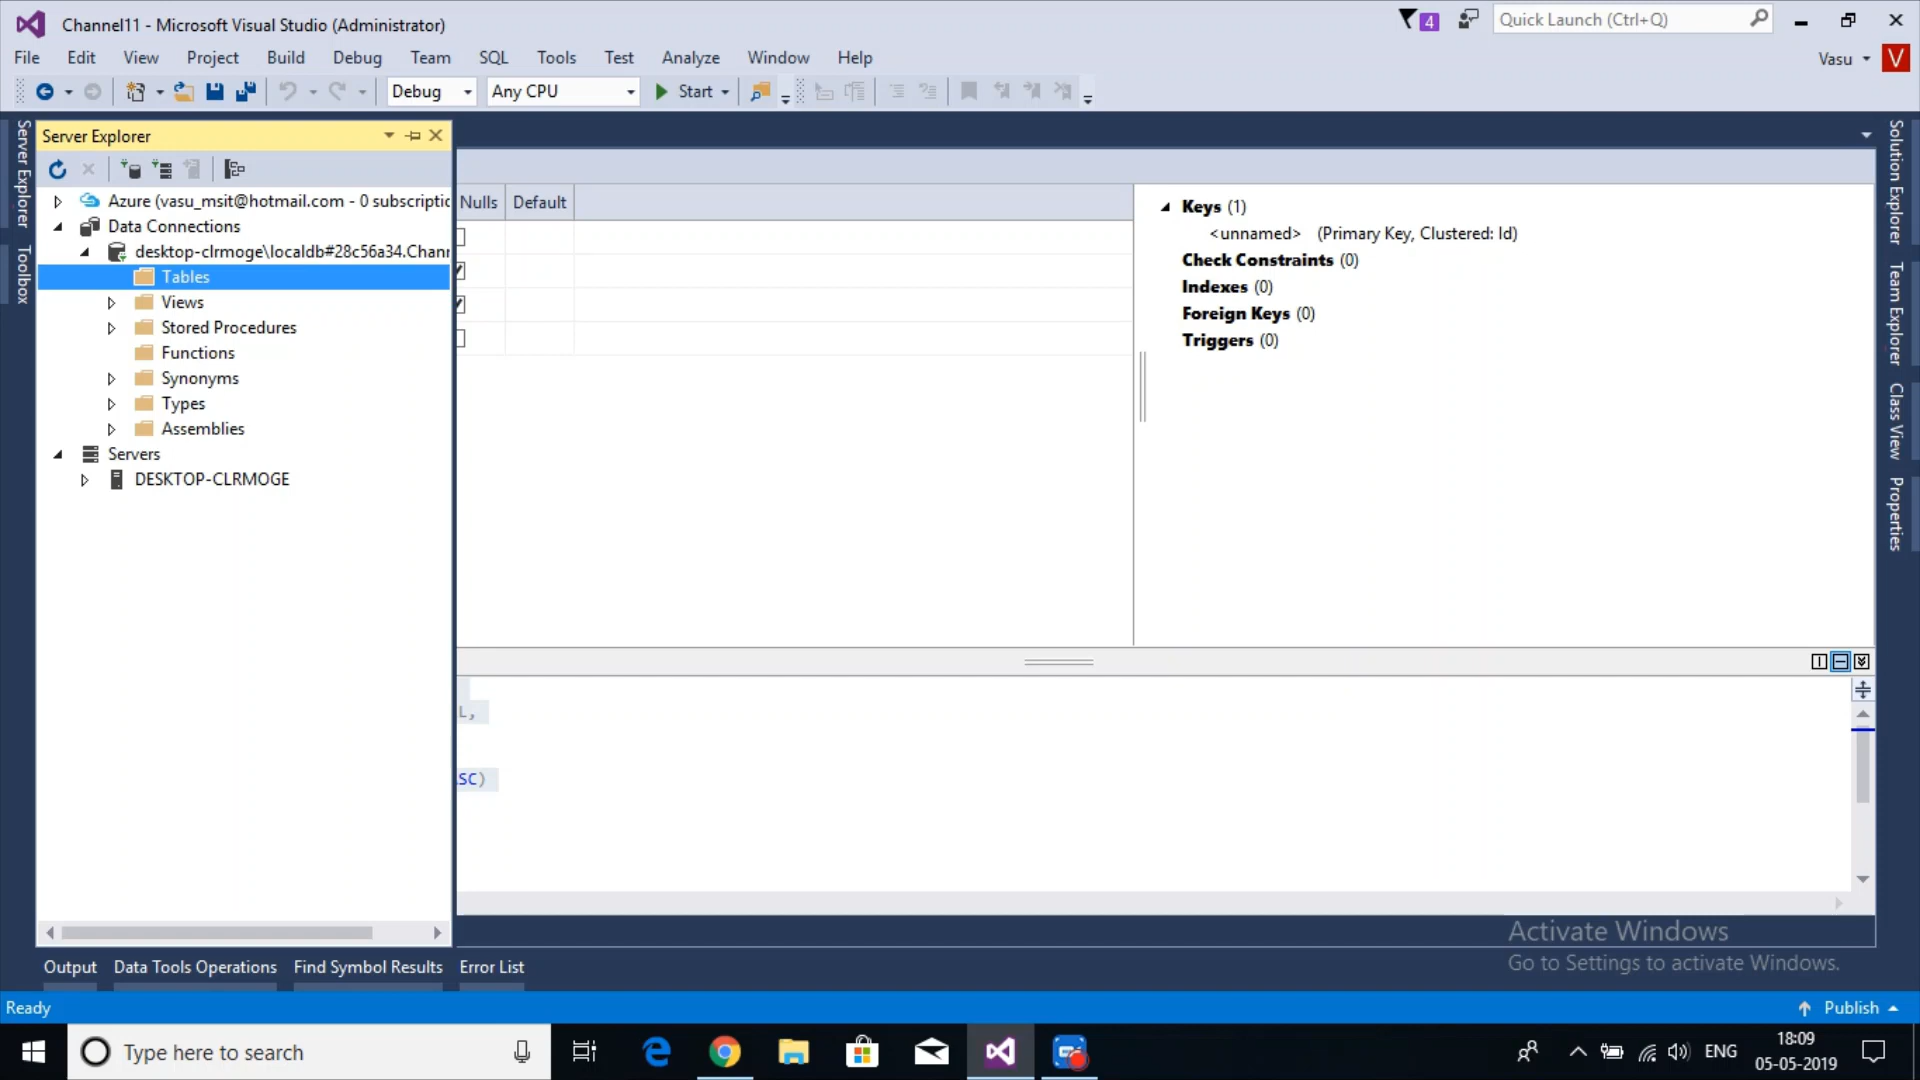 Channel11 - Microsoft Visual Studio (Administrator)
4
Quick Launch (Ctrl+Q)
File Edit View Project Build Debug Team SQL Tools Test Analyze Window Help
Vasu
V
Debug
Any CPU
Start
Server Explorer
Toolbox
Server Explorer
Azure (vasu_msit@hotmail.com - 0 subscriptic
Data Connections
desktop-clrmoge\localdb#28c56a34.Chanr
Tables
Views
Stored Procedures
Functions
Synonyms
Types
Assemblies
Servers
DESKTOP-CLRMOGE
Nulls Default
Keys (1)
<unnamed> (Primary Key, Clustered: Id)
Check Constraints (0)
Indexes (0)
Foreign Keys (0)
Triggers (0)
L,
SC)
Solution Explorer
Team Explorer
Class View
Properties
Activate Windows
Go to Settings to activate Windows.
Output Data Tools Operations Find Symbol Results Error List
Ready
Publish
Type here to search
ENG
18:09
05-05-2019